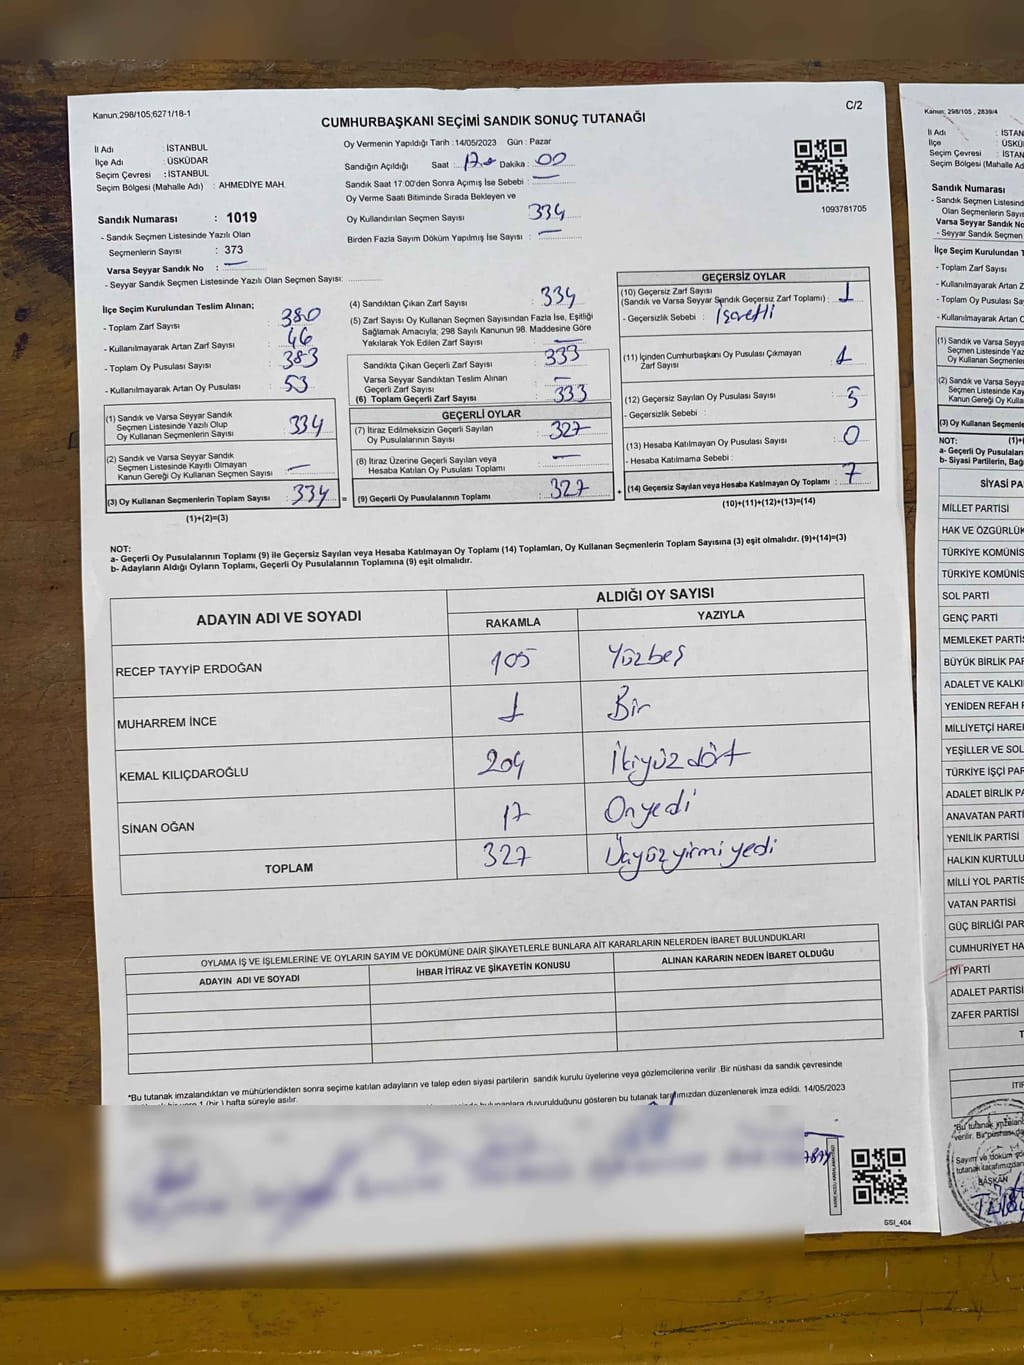 Kanun;298/105;6271/18-1
C/2
CUMHURBAŞKANI SEÇİMİ SANDIK SONUÇ TUTANAĞI
İl Adı : İSTANBUL
İlçe Adı : ÜSKÜDAR
Seçim Çevresi : İSTANBUL
Seçim Bölgesi (Mahalle Adı) : AHMEDİYE MAH.
Sandık Numarası : 1019
- Sandık Seçmen Listesinde Yazılı Olan
Seçmenlerin Sayısı : 373
Varsa Seyyar Sandık No : —
- Seyyar Sandık Seçmen Listesinde Yazılı Olan Seçmen Sayısı:
Oy Vermenin Yapıldığı Tarih : 14/05/2023 Gün : Pazar
Sandığın Açıldığı Saat : 17 Dakika : 00
Sandık Saat 17:00'den Sonra Açımış İse Sebebi : —
Oy Verme Saati Bitiminde Sırada Bekleyen ve
Oy Kullandırılan Seçmen Sayısı 334
Birden Fazla Sayım Döküm Yapılmış İse Sayısı : —
1093781705
İlçe Seçim Kurulundan Teslim Alınan;
- Toplam Zarf Sayısı : 380
- Kullanılmayarak Artan Zarf Sayısı : 46
- Toplam Oy Pusulası Sayısı : 383
- Kullanılmayarak Artan Oy Pusulası : 53
(1) Sandık ve Varsa Seyyar Sandık
Seçmen Listesinde Yazılı Olup
Oy Kullanan Seçmenlerin Sayısı : 334
(2) Sandık ve Varsa Seyyar Sandık
Seçmen Listesinde Kayıtlı Olmayan
Kanun Gereği Oy Kullanan Seçmen Sayısı : —
(3) Oy Kullanan Seçmenlerin Toplam Sayısı : 334 =
(1)+(2)=(3)
(4) Sandıktan Çıkan Zarf Sayısı : 334
(5) Zarf Sayısı Oy Kullanan Seçmen Sayısından Fazla İse, Eşitliği
Sağlamak Amacıyla; 298 Sayılı Kanunun 98. Maddesine Göre
Yakılarak Yok Edilen Zarf Sayısı : —
Sandıkta Çıkan Geçerli Zarf Sayısı : 333
Varsa Seyyar Sandıktan Teslim Alınan
Geçerli Zarf Sayısı : —
(6) Toplam Geçerli Zarf Sayısı : 333
GEÇERLİ OYLAR
(7) İtiraz Edilmeksizin Geçerli Sayılan
Oy Pusulalarının Sayısı : 327
(8) İtiraz Üzerine Geçerli Sayılan veya
Hesaba Katılan Oy Pusulası Toplamı : —
(9) Geçerli Oy Pusulalarının Toplamı : 327 +
GEÇERSİZ OYLAR
(10) Geçersiz Zarf Sayısı
(Sandık ve Varsa Seyyar Sandık Geçersiz Zarf Toplamı) : 1
- Geçersizlik Sebebi : İşaretli
(11) İçinden Cumhurbaşkanı Oy Pusulası Çıkmayan
Zarf Sayısı : 1
(12) Geçersiz Sayılan Oy Pusulası Sayısı : 5
- Geçersizlik Sebebi :
(13) Hesaba Katılmayan Oy Pusulası Sayısı : 0
- Hesaba Katılmama Sebebi :
(14) Geçersiz Sayılan veya Hesaba Katılmayan Oy Toplamı : 7
(10)+(11)+(12)+(13)=(14)
NOT:
a- Geçerli Oy Pusulalarının Toplamı (9) ile Geçersiz Sayılan veya Hesaba Katılmayan Oy Toplamı (14) Toplamları, Oy Kullanan Seçmenlerin Toplam Sayısına (3) eşit olmalıdır. (9)+(14)=(3)
b- Adayların Aldığı Oyların Toplamı, Geçerli Oy Pusulalarının Toplamına (9) eşit olmalıdır.
ADAYIN ADI VE SOYADI
ALDIĞI OY SAYISI
RAKAMLA YAZIYLA
RECEP TAYYİP ERDOĞAN 105 Yüzbeş
MUHARREM İNCE 1 Bir
KEMAL KILIÇDAROĞLU 204 İkiyüz dört
SİNAN OĞAN 17 Onyedi
TOPLAM 327 Üçyüz yirmi yedi
OYLAMA İŞ VE İŞLEMLERİNE VE OYLARIN SAYIM VE DÖKÜMÜNE DAİR ŞİKAYETLERLE BUNLARA AİT KARARLARIN NELERDEN İBARET BULUNDUKLARI
ADAYIN ADI VE SOYADI İHBAR İTİRAZ VE ŞİKAYETİN KONUSU ALINAN KARARIN NEDEN İBARET OLDUĞU
*Bu tutanak imzalandıktan ve mühürlendikten sonra seçime katılan adayların ve talep eden siyasi partilerin sandık kurulu üyelerine veya gözlemcilerine verilir .Bir nüshası da sandık çevresinde
1 (bir ) hafta süreyle asılır.
duyurulduğunu gösteren bu tutanak tarafımızdan düzenlenerek imza edildi. 14/05/2023
SSI_404
Kanun; 298/105 , 2839/4
İl Adı : İSTAN
İlçe : ÜSKÜ
Seçim Çevresi : İSTAN
Seçim Bölgesi (Mahalle Ad
Sandık Numarası
- Sandık Seçmen Listesind
Olan Seçmenlerin Sayısı
Varsa Seyyar Sandık No
- Seyyar Sandık Seçmen
İlçe Seçim Kurulundan T
- Toplam Zarf Sayısı
- Kullanılmayarak Artan
- Toplam Oy Pusulası Sa
- Kullanılmayarak Artan O
(1) Sandık ve Varsa Seyya
Seçmen Listesinde Yaz
Oy Kullanan Seçmenler
(2) Sandık ve Varsa Seyya
Seçmen Listesinde Kay
Kanun Gereği Oy Kulla
(3) Oy Kullanan Seçmenle
NOT: (1)+
a- Geçerli Oy Pusuların
b- Siyasi Partilerin, Bağ
SİYASİ PA
MİLLET PARTİSİ
HAK VE ÖZGÜRLÜK
TÜRKİYE KOMÜNİS
TÜRKİYE KOMÜNİS
SOL PARTİ
GENÇ PARTİ
MEMLEKET PARTİS
BÜYÜK BİRLİK PAR
ADALET VE KALKI
YENİDEN REFAH P
MİLLİYETÇİ HAREK
YEŞİLLER VE SOL
TÜRKİYE İŞÇİ PAR
ADALET BİRLİK PA
ANAVATAN PARTİ
YENİLİK PARTİSİ
HALKIN KURTULU
MİLLİ YOL PARTİS
VATAN PARTİSİ
GÜÇ BİRLİĞİ PAR
CUMHURİYET HA
İYİ PARTİ
ADALET PARTİSİ
ZAFER PARTİSİ
T
İTİR
*Bu tutanak imzalan
verilir. Bir nüshası da
Sayım ve döküm
tutanak tarafımızdan
BAŞKAN